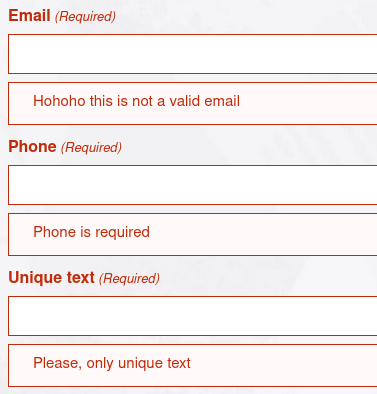 Email (Required)
Hohoho this is not a valid email
Phone (Required)
Phone is required
Unique text (Required)
Please, only unique text